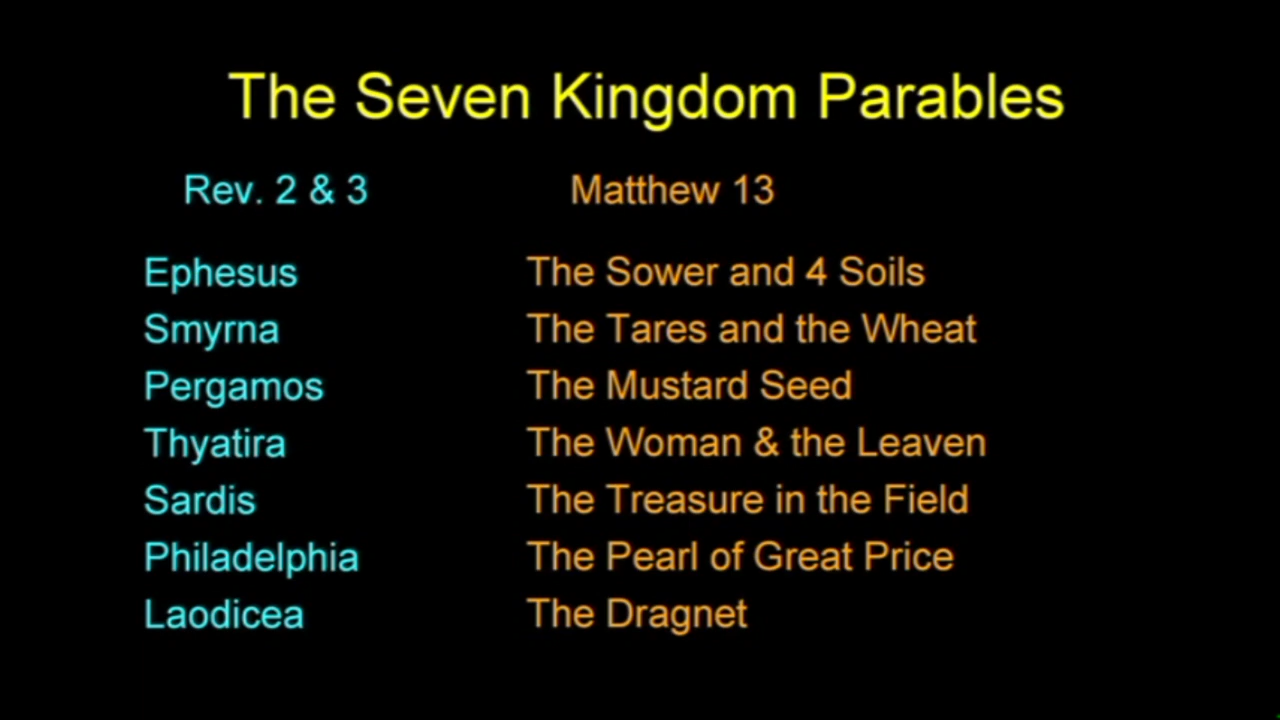 The Seven Kingdom Parables
Rev. 2 & 3 Matthew 13
Ephesus The Sower and 4 Soils
Smyrna The Tares and the Wheat
Pergamos The Mustard Seed
Thyatira The Woman & the Leaven
Sardis The Treasure in the Field
Philadelphia The Pearl of Great Price
Laodicea The Dragnet